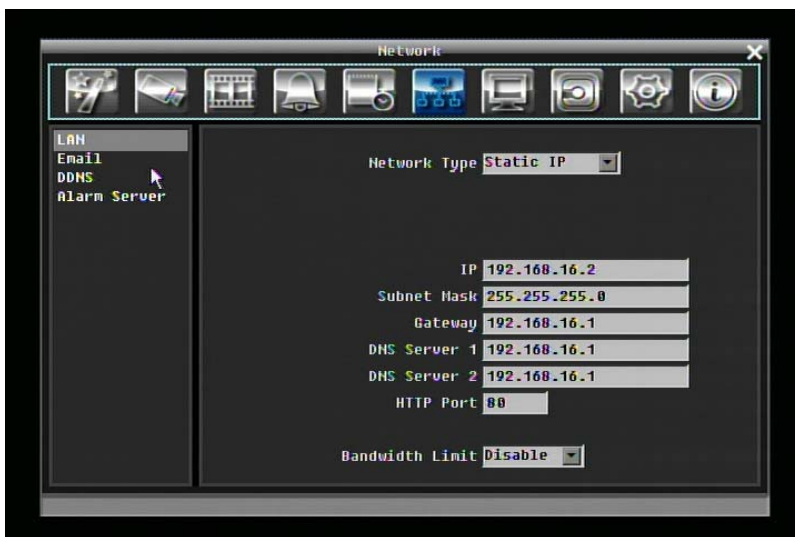 Network
LAN
Email
DDNS
Alarm Server
Network Type Static IP
IP 192.168.16.2
Subnet Mask 255.255.255.0
Gateway 192.168.16.1
DNS Server 1 192.168.16.1
DNS Server 2 192.168.16.1
HTTP Port 80
Bandwidth Limit Disable